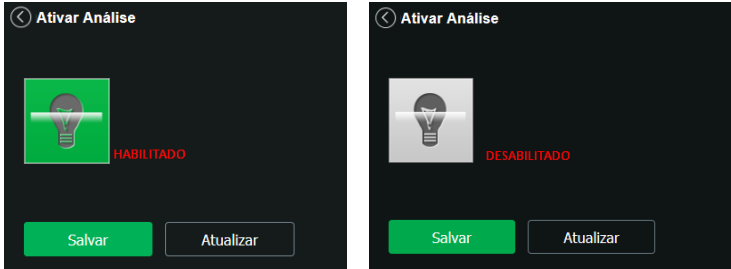 Ativar Análise
HABILITADO
Salvar Atualizar
Ativar Análise
DESABILITADO
Salvar Atualizar